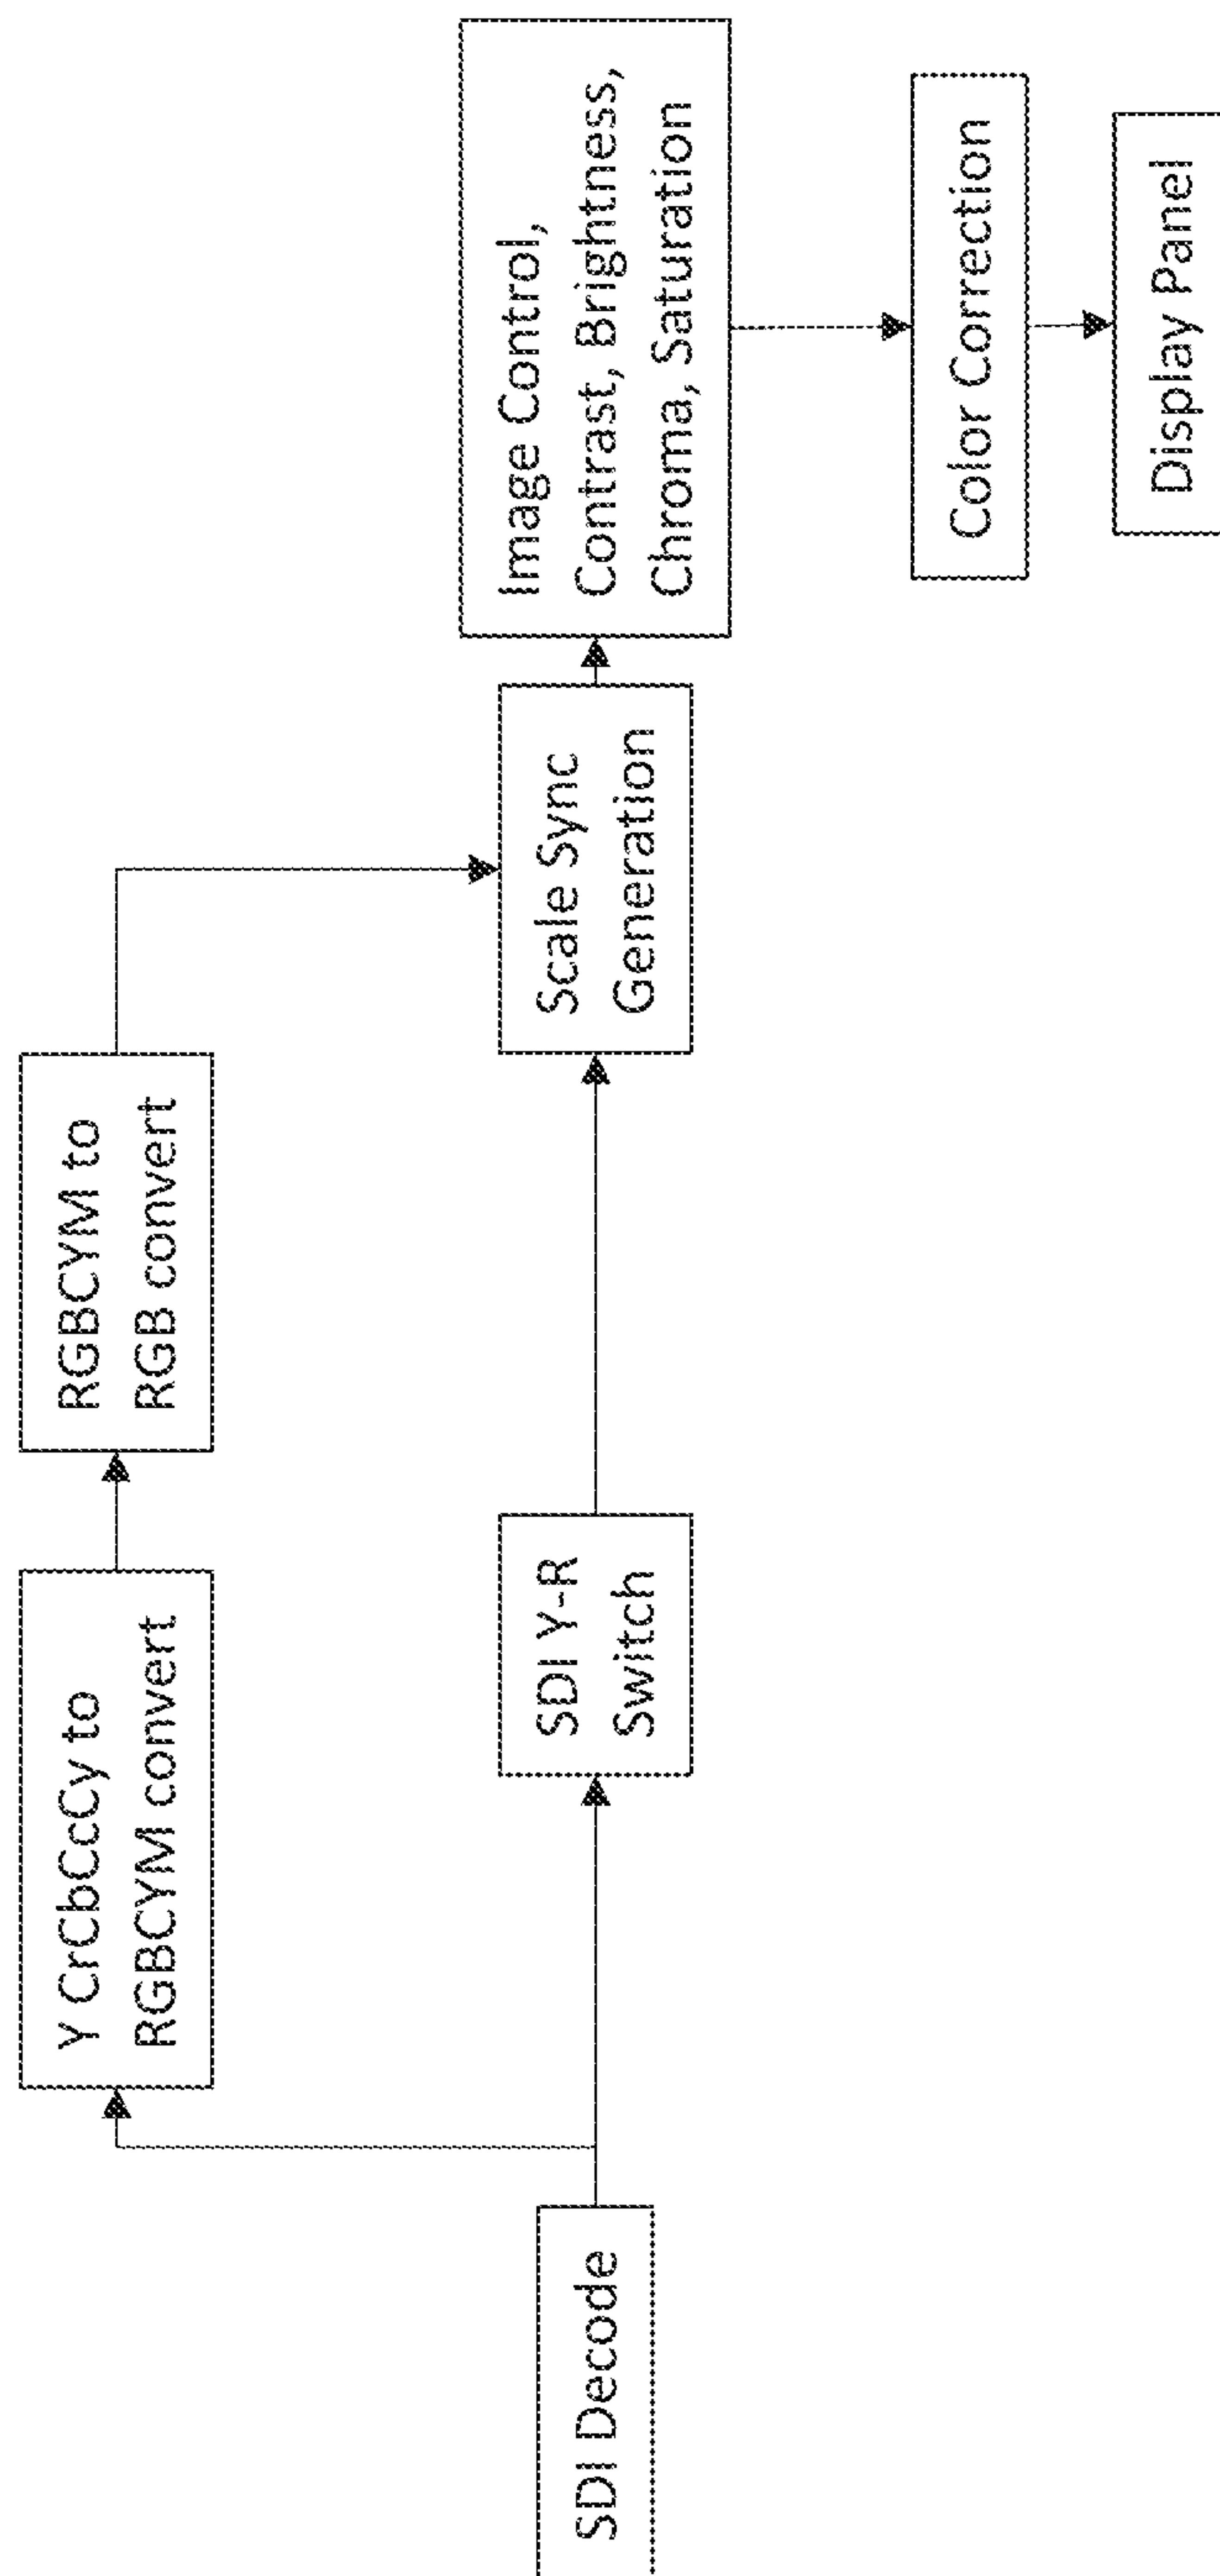 SDI Decode
Y CrCbCcCy to
RGBCYM convert
RGBCYM to
RGB convert
SDI Y-R
Switch
Scale Sync
Generation
Image Control,
Contrast, Brightness,
Chroma, Saturation
Color Correction
Display Panel